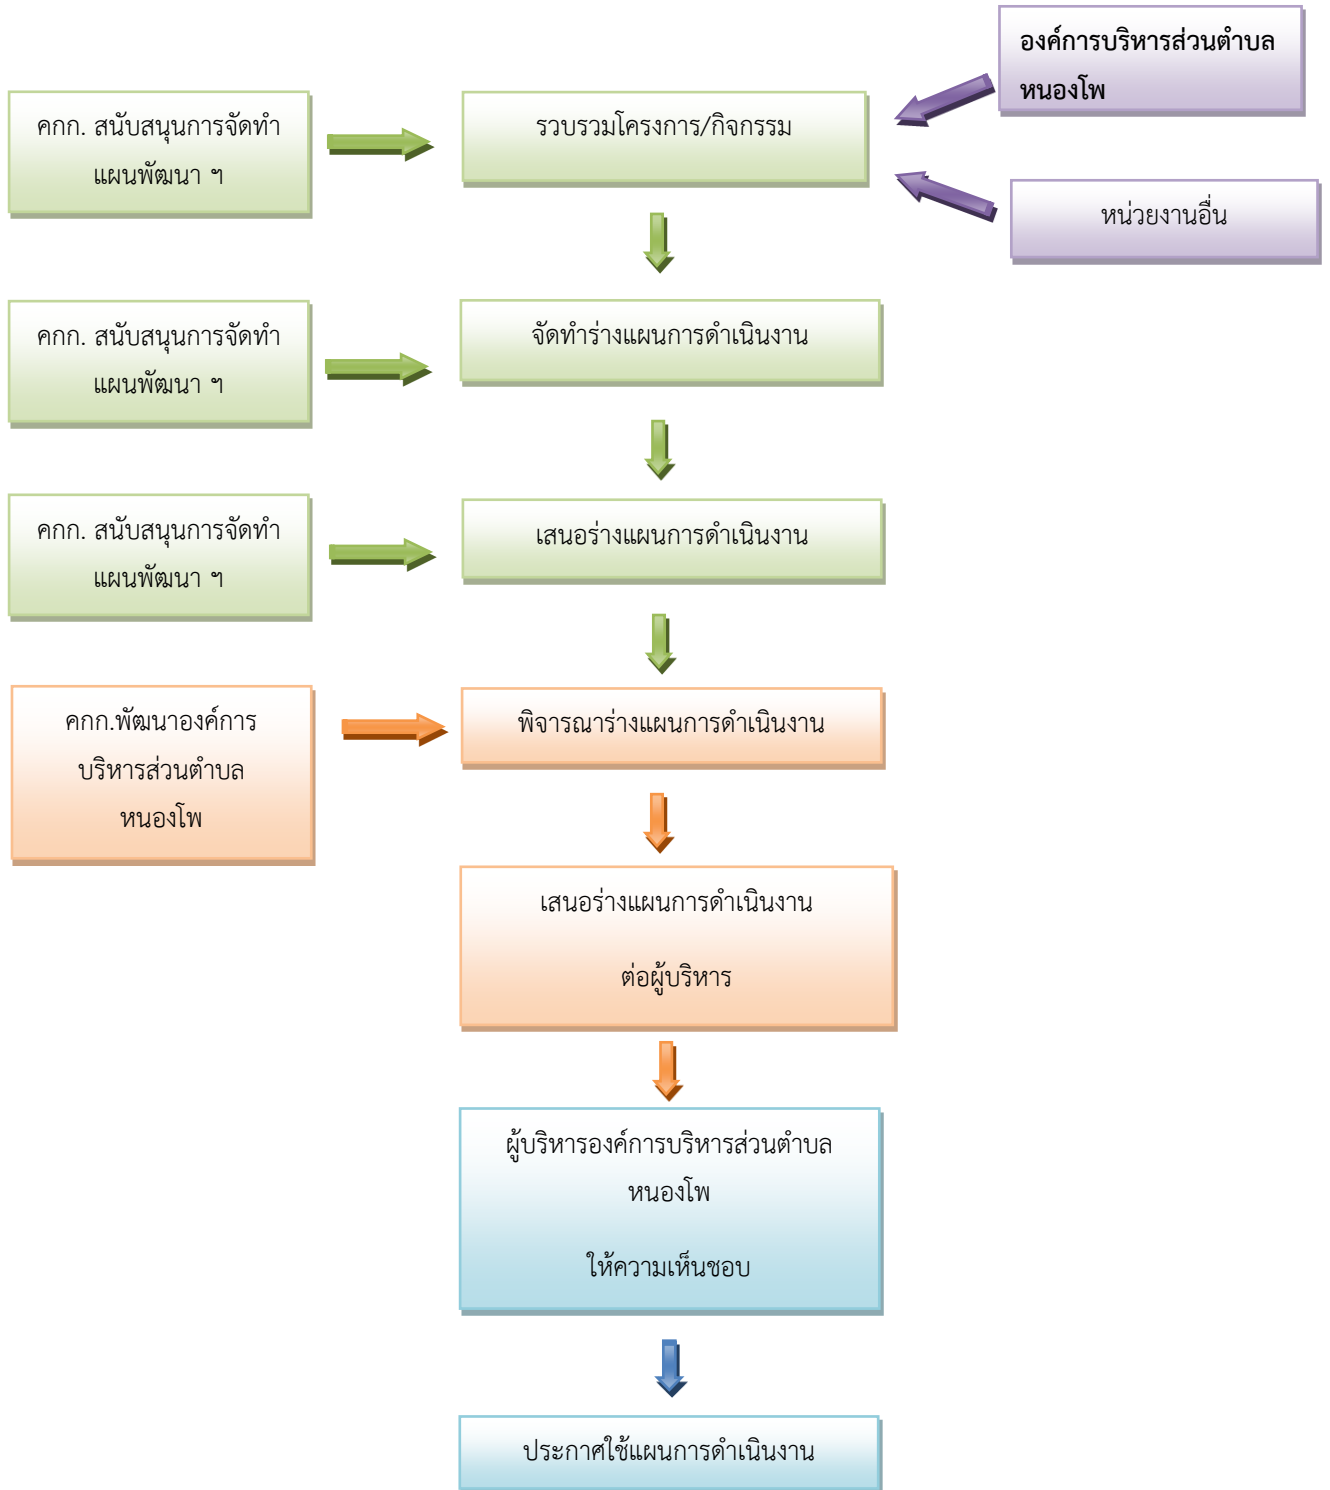 องค์การบริหารส่วนตำบล
หนองโพ
คกก. สนับสนุนการจัดทำ
แผนพัฒนา ฯ
รวบรวมโครงการ/กิจกรรม
หน่วยงานอื่น
คกก. สนับสนุนการจัดทำ
แผนพัฒนา ฯ
จัดทำร่างแผนการดำเนินงาน
คกก. สนับสนุนการจัดทำ
แผนพัฒนา ฯ
เสนอร่างแผนการดำเนินงาน
คกก.พัฒนาองค์การ
บริหารส่วนตำบล
หนองโพ
พิจารณาร่างแผนการดำเนินงาน
เสนอร่างแผนการดำเนินงาน
ต่อผู้บริหาร
ผู้บริหารองค์การบริหารส่วนตำบล
หนองโพ
ให้ความเห็นชอบ
ประกาศใช้แผนการดำเนินงาน